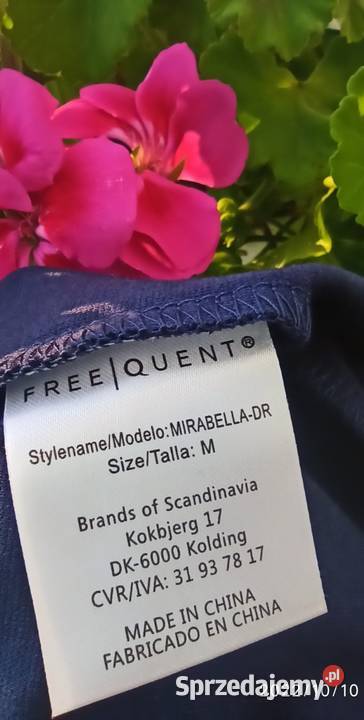 FREE|QUENT®
Stylename/Modelo: MIRABELLA-DR
Size/Talla: M
Brands of Scandinavia
Kokbjerg 17
DK-6000 Kolding
CVR/IVA: 31 93 78 17
MADE IN CHINA
FABRICADO EN CHINA
Sprzedajemy.pl